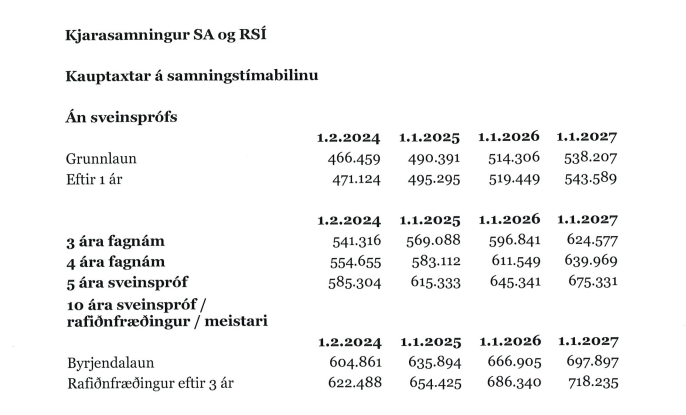 Kjarasamningur SA og RSÍ
Kauptaxtar á samningstímabilinu
Án sveinsprófs
1.2.2024 1.1.2025 1.1.2026 1.1.2027
Grunnlaun 466.459 490.391 514.306 538.207
Eftir 1 ár 471.124 495.295 519.449 543.589
1.2.2024 1.1.2025 1.1.2026 1.1.2027
3 ára fagnám 541.316 569.088 596.841 624.577
4 ára fagnám 554.655 583.112 611.549 639.969
5 ára sveinspróf 585.304 615.333 645.341 675.331
10 ára sveinspróf /
rafiðnfræðingur / meistari
1.2.2024 1.1.2025 1.1.2026 1.1.2027
Byrjendalaun 604.861 635.894 666.905 697.897
Rafiðnfræðingur eftir 3 ár 622.488 654.425 686.340 718.235